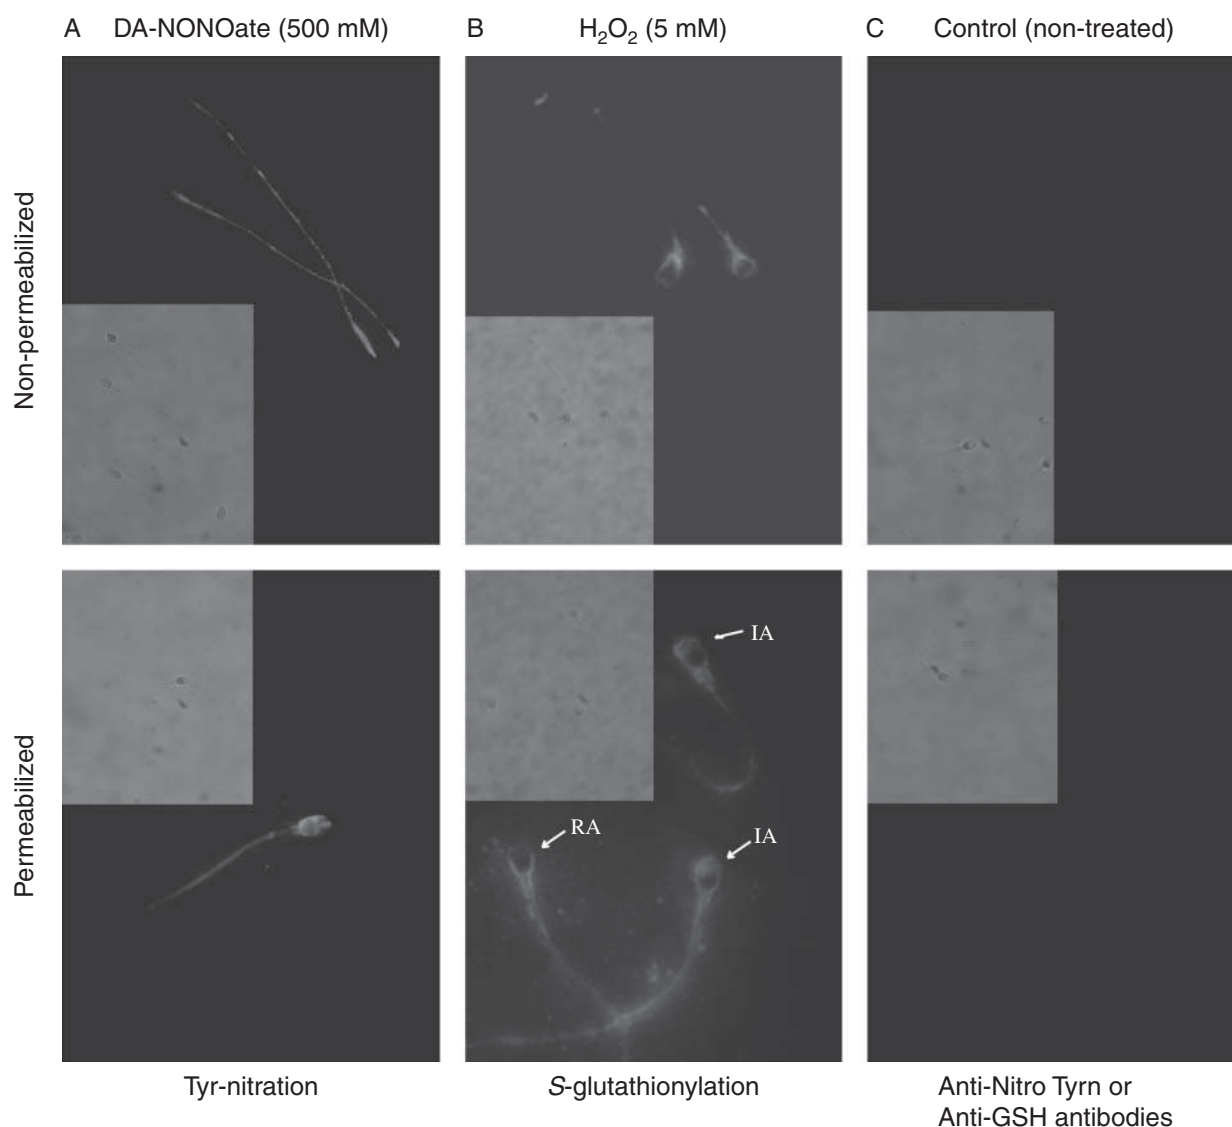 A DA-NONOate (500 mM)
B H₂O₂ (5 mM)
C Control (non-treated)
Non-permeabilized
IA
RA
IA
Permeabilized
Tyr-nitration
S-glutathionylation
Anti-Nitro Tyrn or
Anti-GSH antibodies